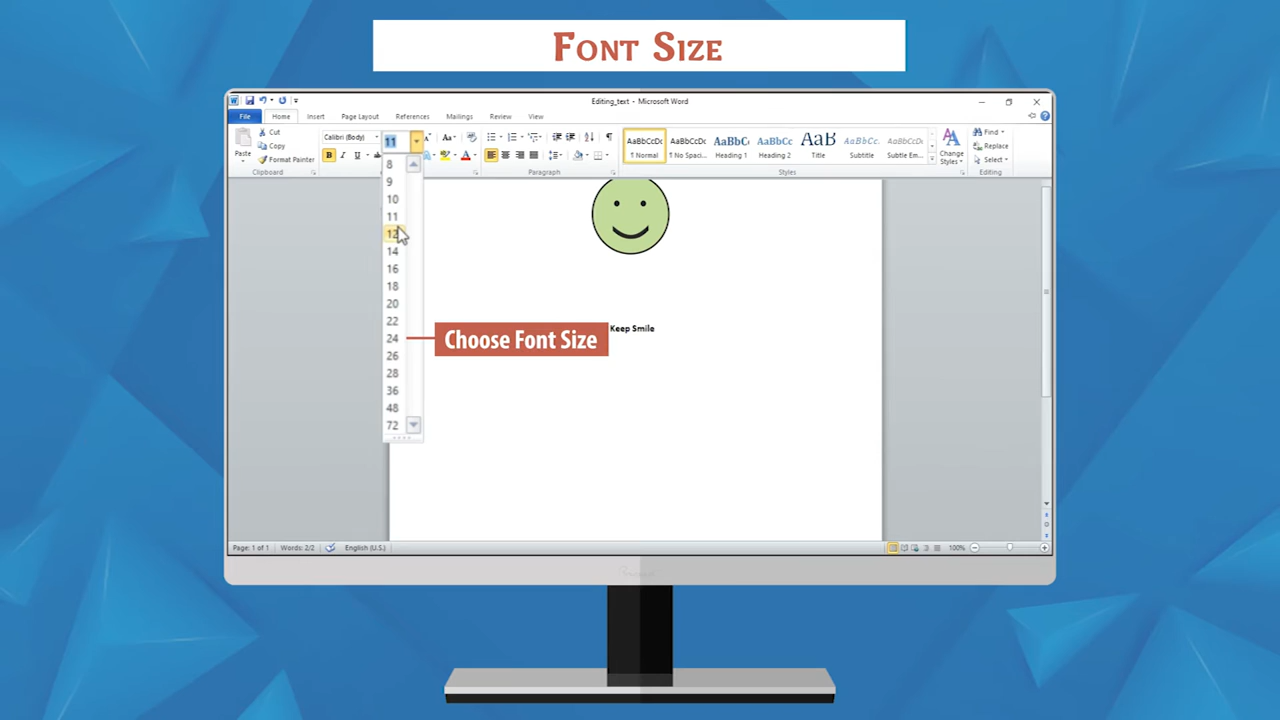 Font Size
Editing_text - Microsoft Word
File Home Insert Page Layout References Mailings Review View
Paste
Cut
Copy
Format Painter
Clipboard
Calibri (Body)
11
B I U
Aa
Paragraph
AaBbCcDc
¶ Normal
AaBbCcDc
¶ No Spaci...
AaBbC
Heading 1
AaBbCc
Heading 2
AaB
Title
AaBbCc.
Subtitle
AaBbCcDc
Subtle Em...
Change
Styles
Styles
Find
Replace
Select
Editing
8
9
10
11
12
14
16
18
20
22
24
26
28
36
48
72
Choose Font Size
Keep Smile
Page: 1 of 1 Words: 2/2 English (U.S.) 100%